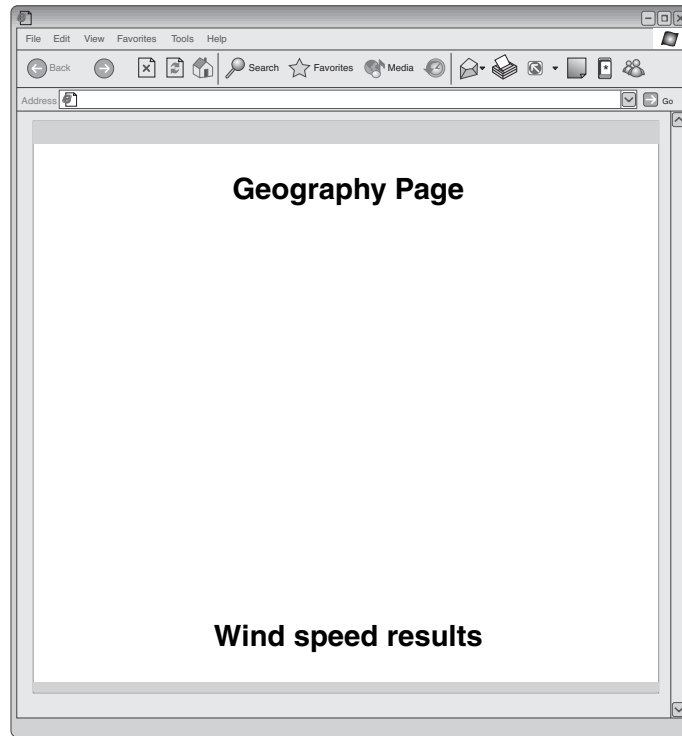 File Edit View Favorites Tools Help
Back Search Favorites Media
Address Go
Geography Page
Wind speed results